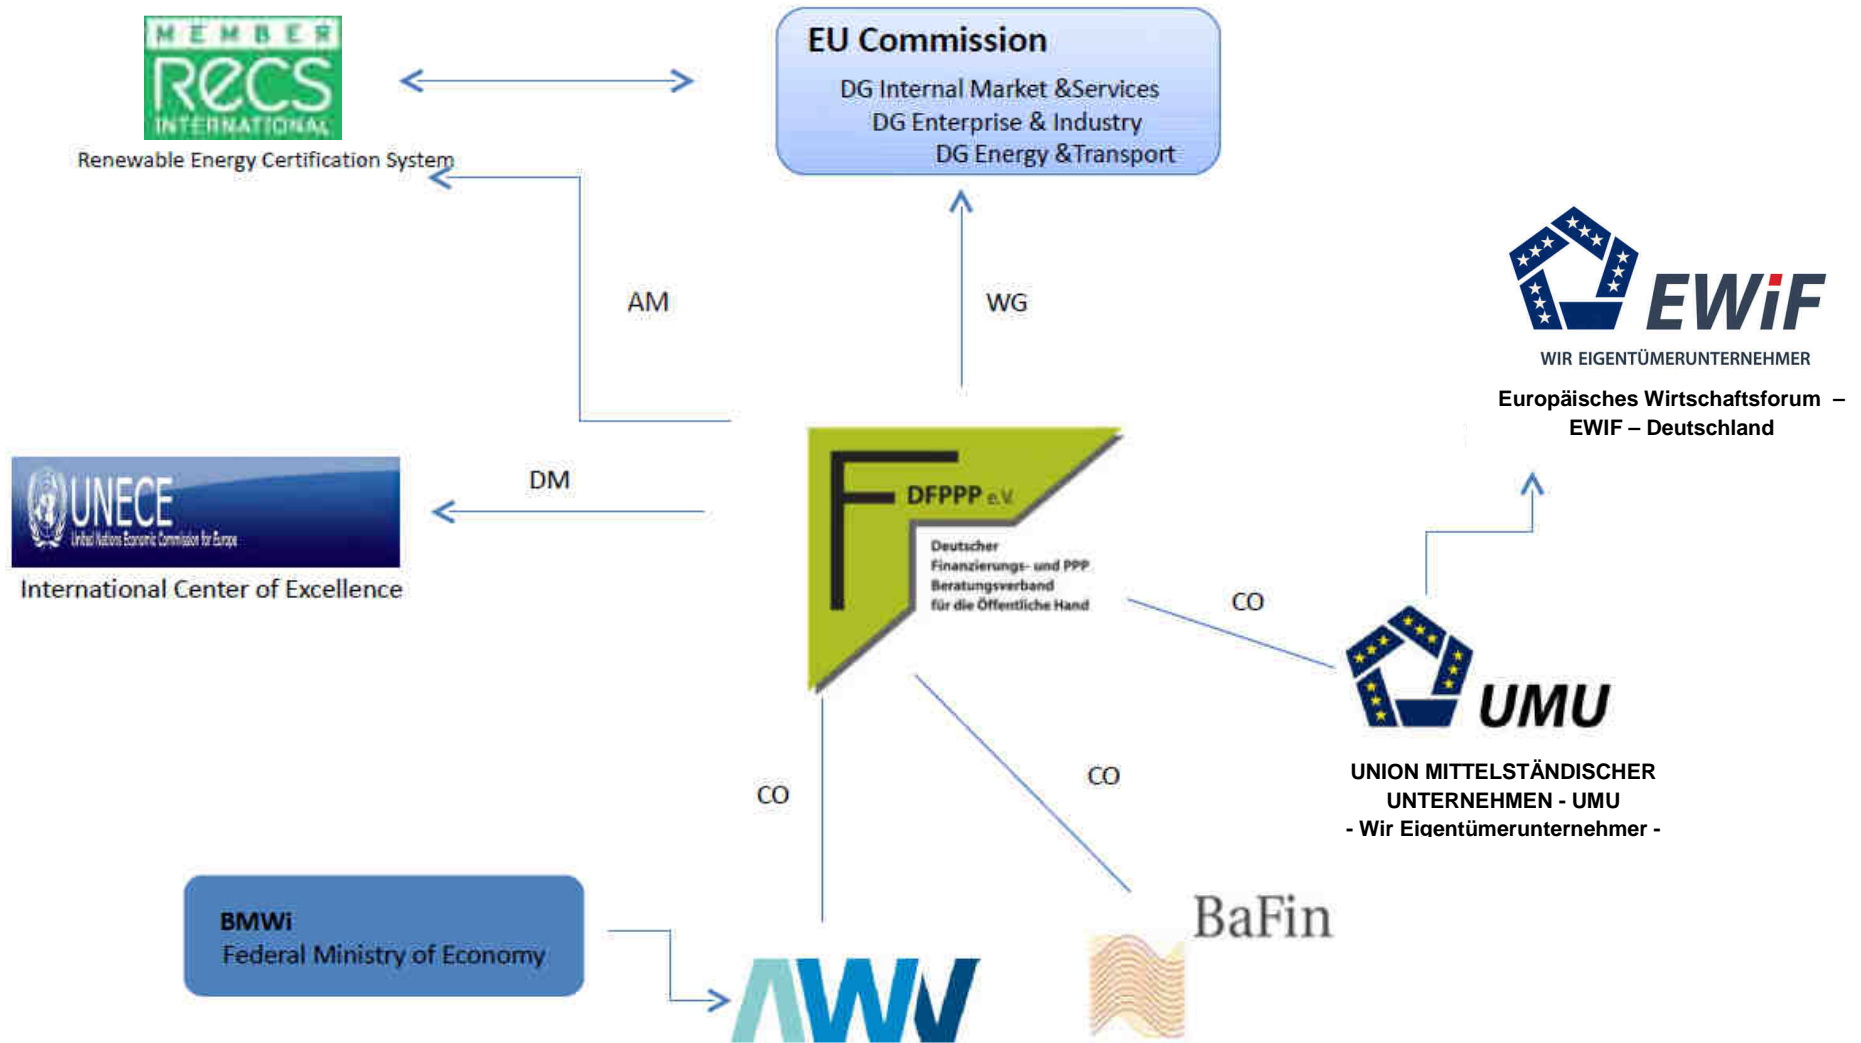 MEMBER
RECS
INTERNATIONAL
Renewable Energy Certification System
EU Commission
DG Internal Market &Services
DG Enterprise & Industry
DG Energy &Transport
AM
WG
EWiF
WIR EIGENTÜMERUNTERNEHMER
Europäisches Wirtschaftsforum –
EWIF – Deutschland
UNECE
United Nations Economic Commission for Europe
International Center of Excellence
DM
F
DFPPP e.V.
Deutscher
Finanzierungs- und PPP
Beratungsverband
für die Öffentliche Hand
CO
UMU
UNION MITTELSTÄNDISCHER
UNTERNEHMEN - UMU
- Wir Eigentümerunternehmer -
CO
CO
BMWi
Federal Ministry of Economy
AWV
BaFin